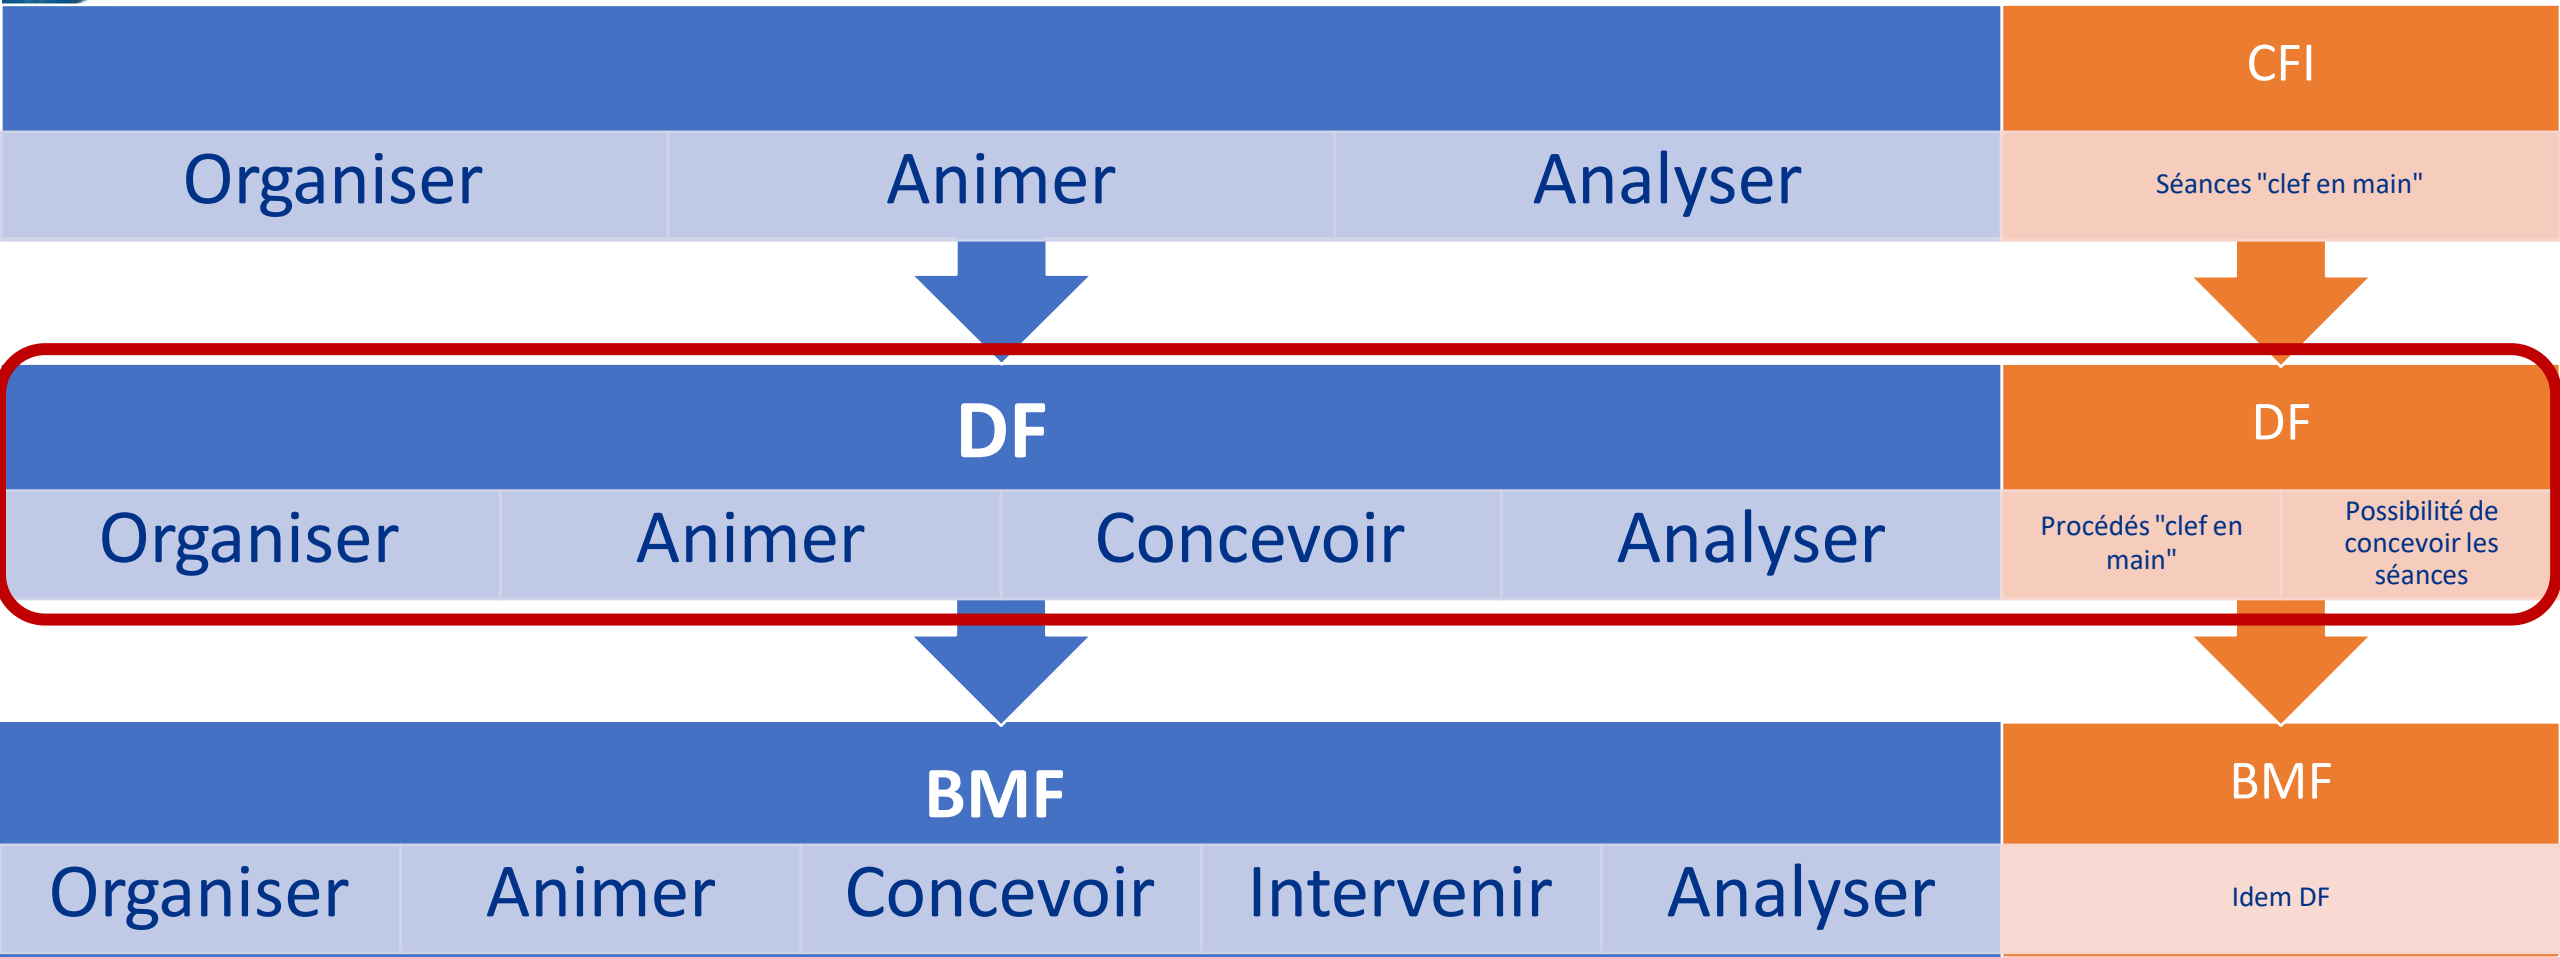 CFI
Organiser
Animer
Analyser
Séances "clef en main"
DF
DF
Organiser
Animer
Concevoir
Analyser
Procédés "clef en
main"
Possibilité de
concevoir les
séances
BMF
BMF
Organiser
Animer
Concevoir
Intervenir
Analyser
Idem DF